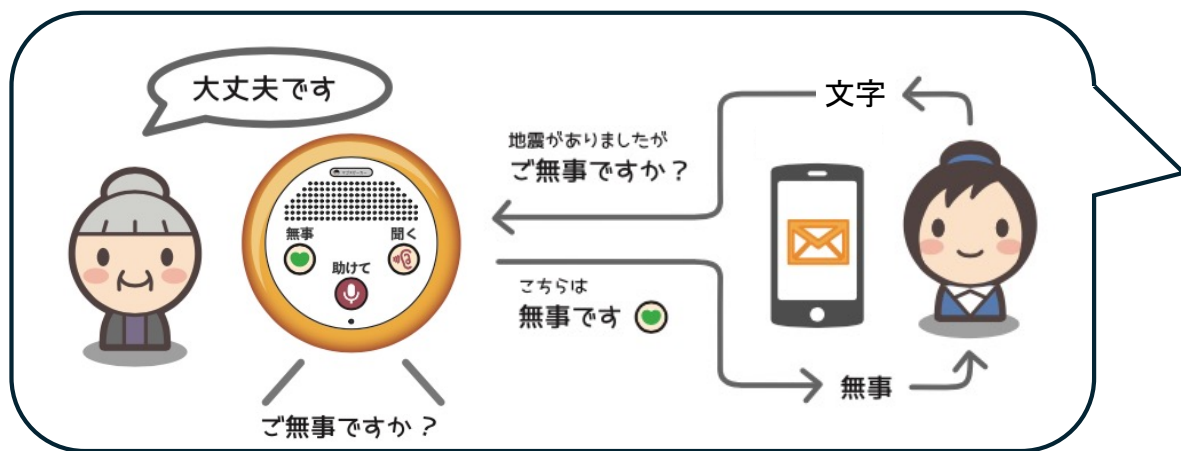 大丈夫です
文字
地震がありましたが
ご無事ですか？
無事
聞く
助けて
こちらは
無事です
無事
ご無事ですか？